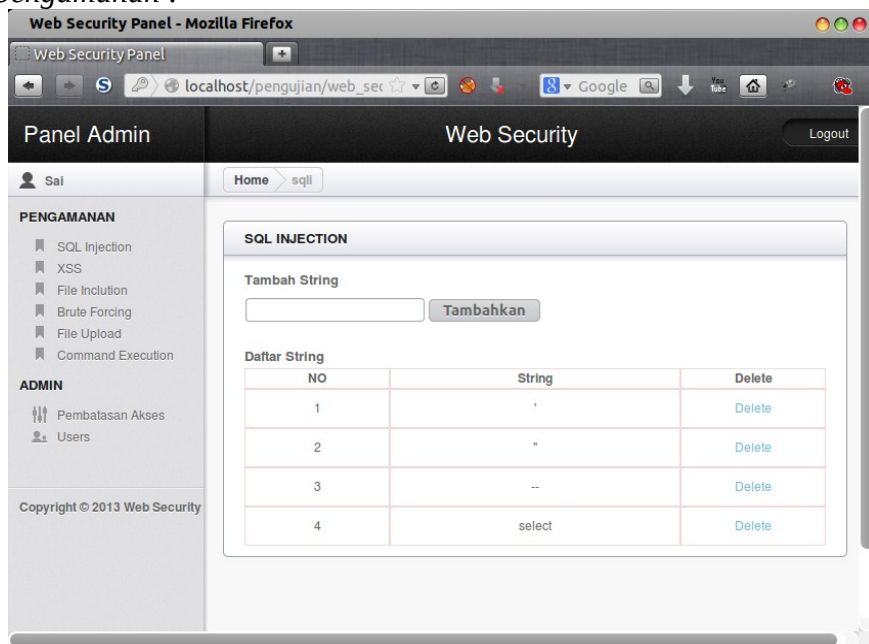 pengamanan :
Web Security Panel - Mozilla Firefox
Web Security Panel
localhost/pengujian/web_sec
Google
You Tube
Panel Admin
Web Security
Logout
Sai
Home
sqli
PENGAMANAN
SQL Injection
XSS
File Inclution
Brute Forcing
File Upload
Command Execution
ADMIN
Pembatasan Akses
Users
Copyright © 2013 Web Security
SQL INJECTION
Tambah String
Tambahkan
Daftar String
NO String Delete
1 ' Delete
2 " Delete
3 -- Delete
4 select Delete